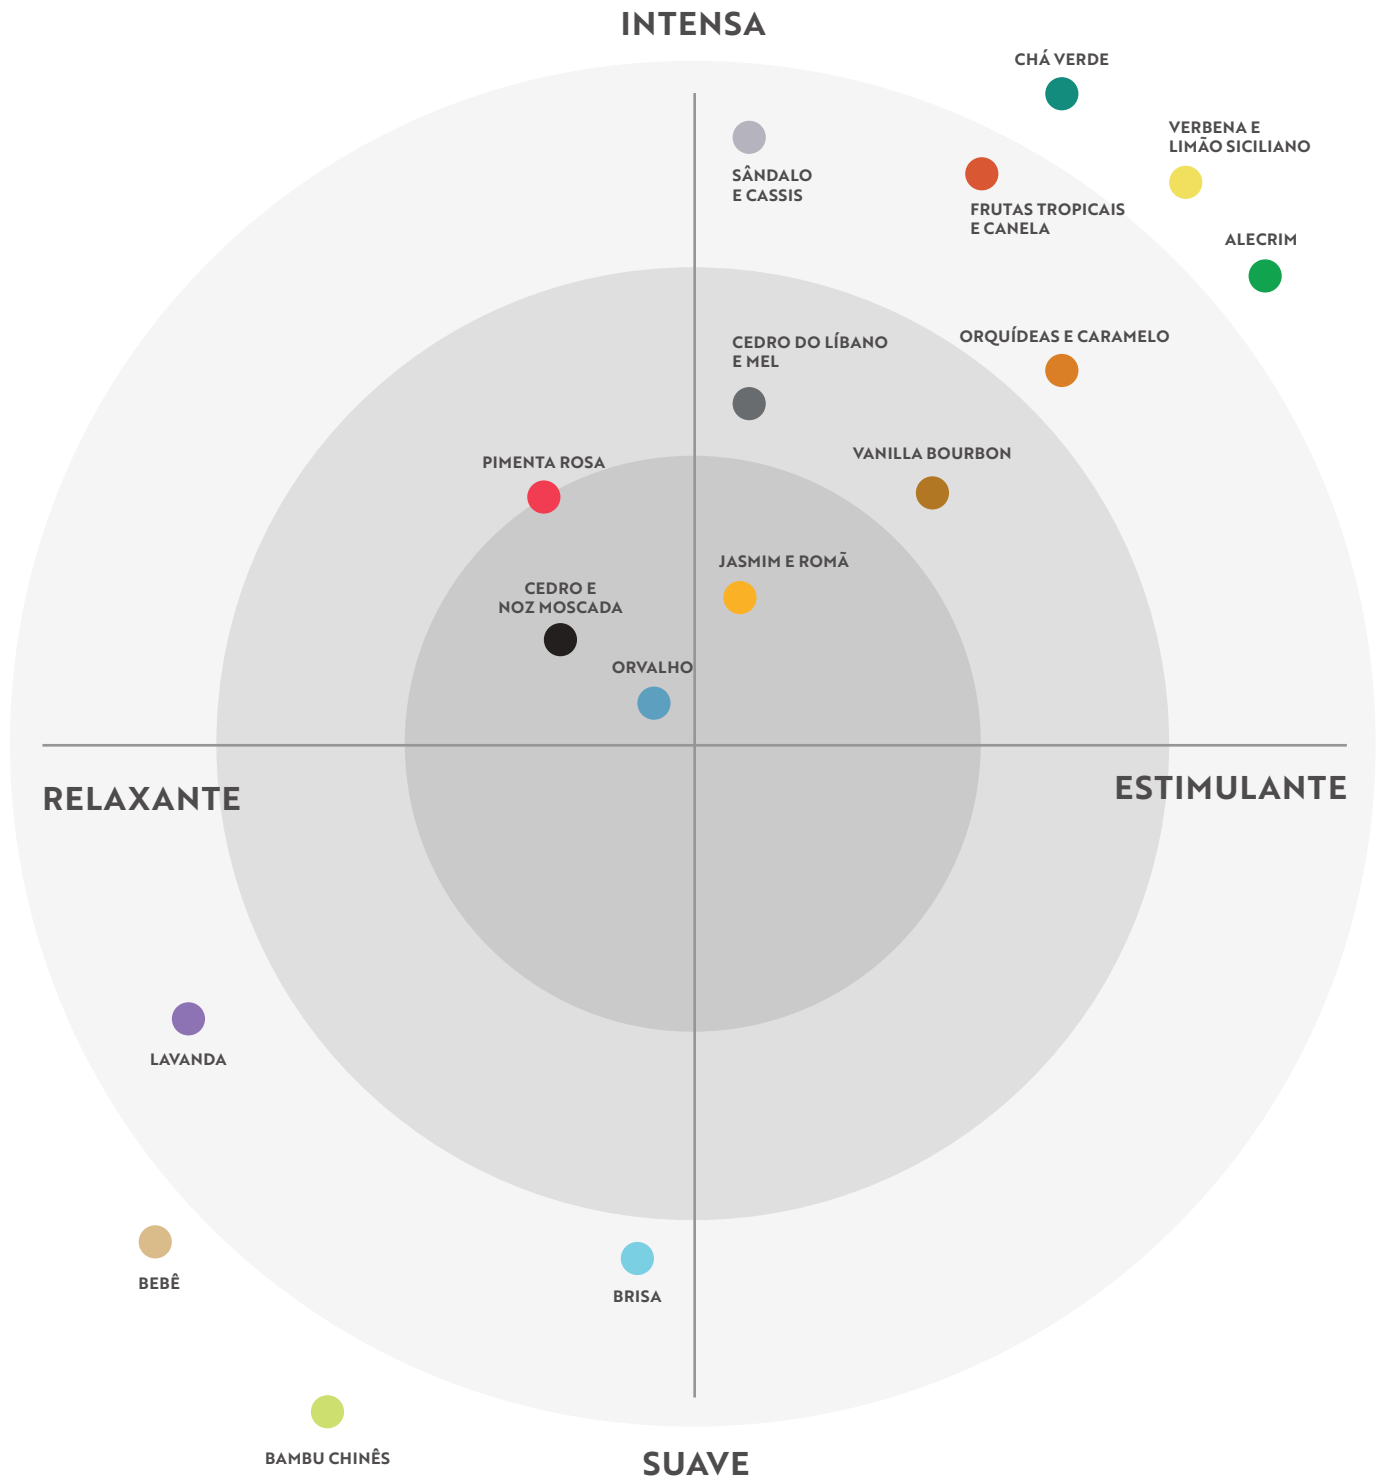 INTENSA
CHÁ VERDE
VERBENA E
LIMÃO SICILIANO
SÂNDALO
E CASSIS
FRUTAS TROPICAIS
E CANELA
ALECRIM
CEDRO DO LÍBANO
E MEL
ORQUÍDEAS E CARAMELO
PIMENTA ROSA
VANILLA BOURBON
JASMIM E ROMÃ
CEDRO E
NOZ MOSCADA
ORVALHO
RELAXANTE
ESTIMULANTE
LAVANDA
BEBÊ
BRISA
BAMBU CHINÊS
SUAVE